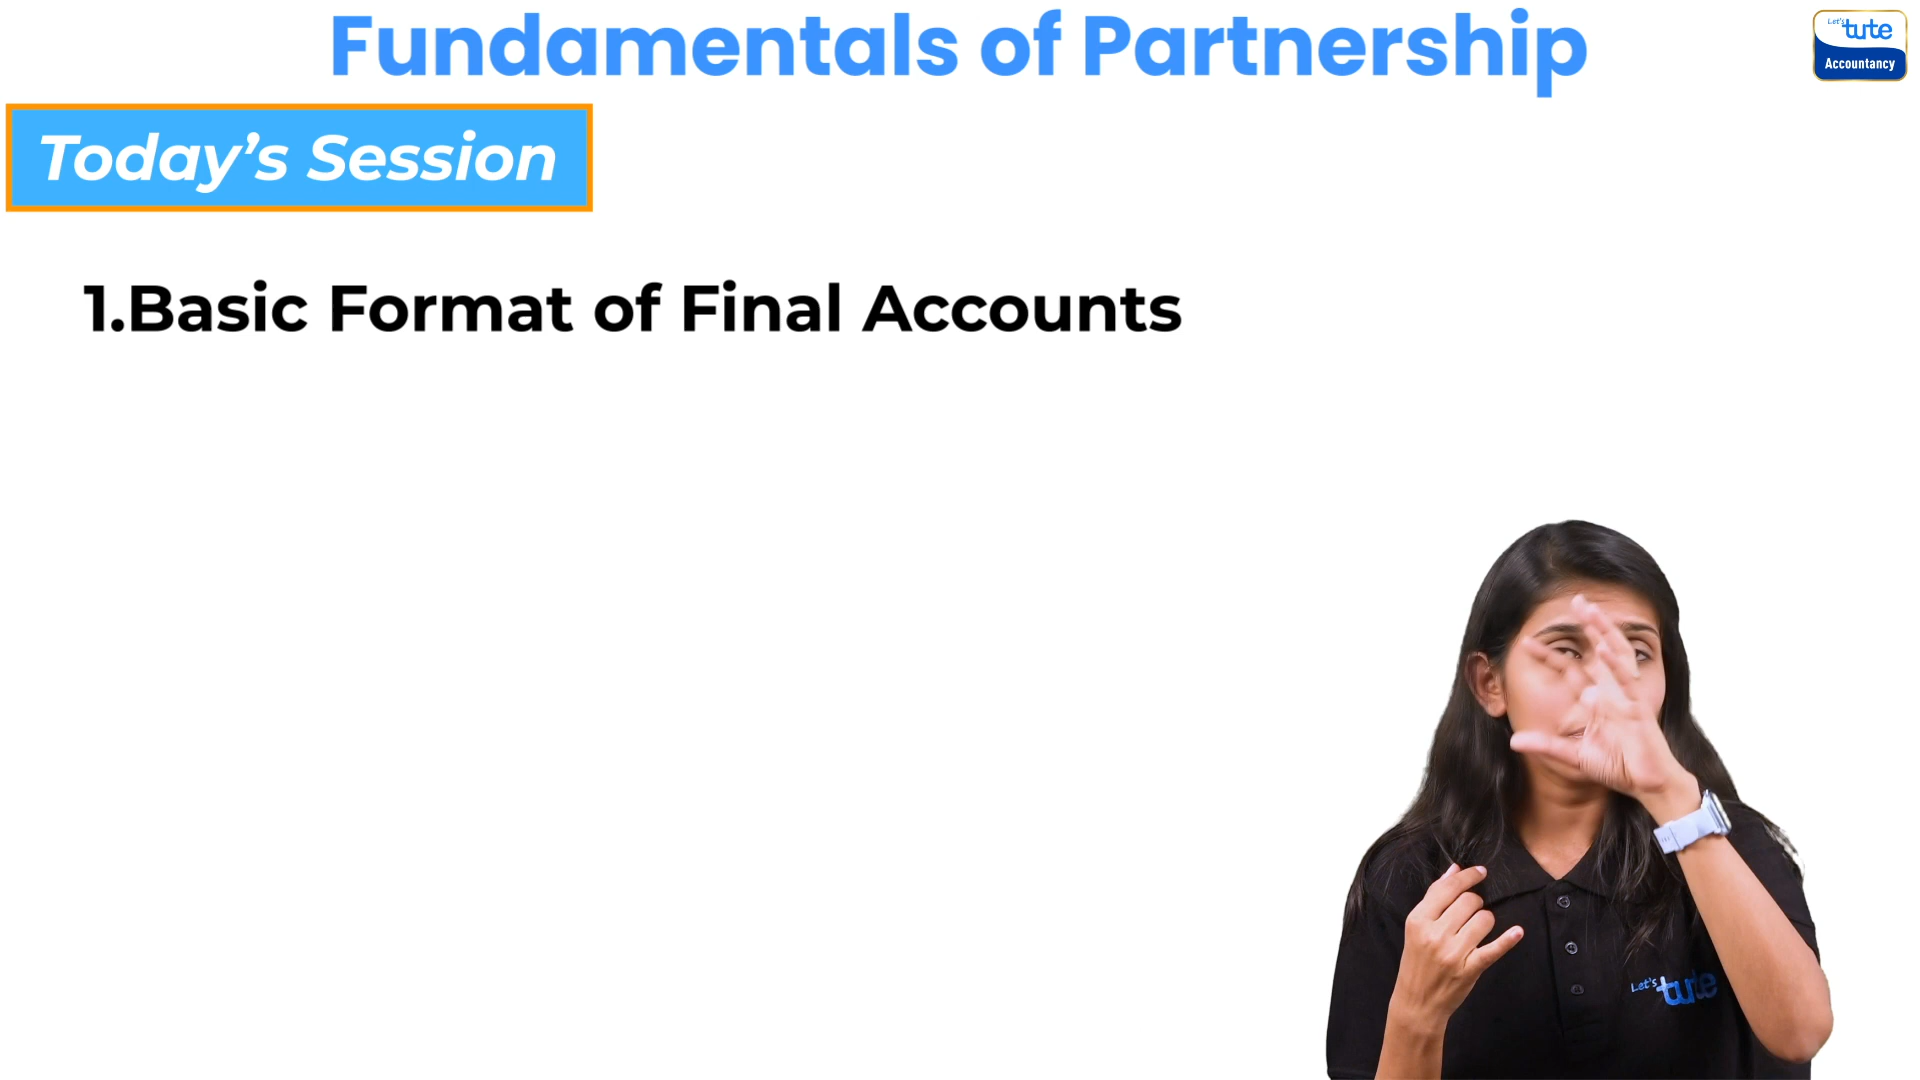 Fundamentals of Partnership
Let's tute
Accountancy
Today's Session
1.Basic Format of Final Accounts
Let's tute